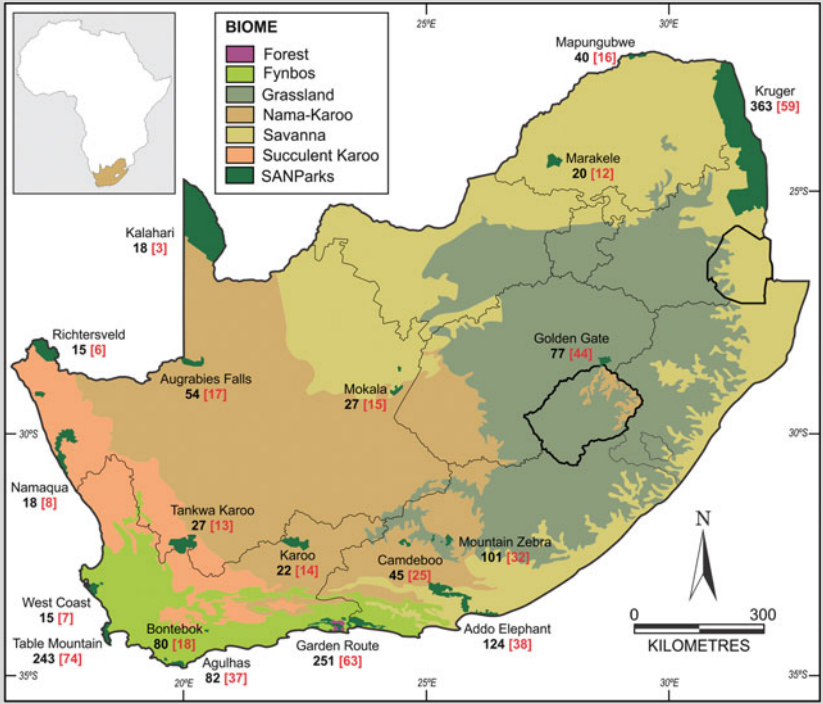 25°E
30°E
BIOME
Forest
Fynbos
Grassland
Nama-Karoo
Savanna
Succulent Karoo
SANParks
Mapungubwe
40 [16]
Kruger
363 [59]
Marakele
20 [12]
25°S
Kalahari
18 [3]
Richtersveld
15 [6]
Golden Gate
77 [44]
Augrabies Falls
54 [17]
Mokala
27 [15]
30°S
30°S
Namaqua
18 [8]
Tankwa Karoo
27 [13]
Karoo
22 [14]
Camdeboo
45 [25]
Mountain Zebra
101 [32]
N
West Coast
15 [7]
Table Mountain
243 [74]
Bontebok
80 [18]
Agulhas
82 [37]
Garden Route
251 [63]
Addo Elephant
124 [38]
0 300
KILOMETRES
35°S
20°E
25°E
30°E
35°S